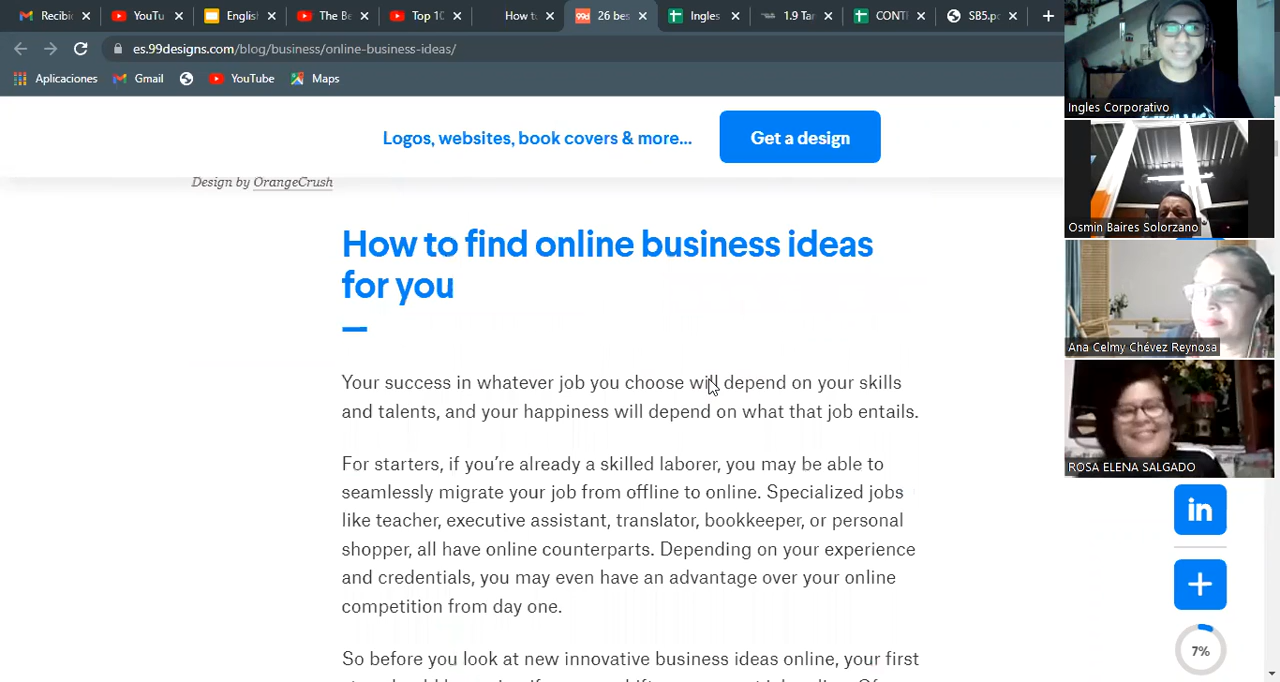 Recibic
YouTu
English
The Be
Top 10
How to
26 bes
Ingles
1.9 Tar
CONTI
SB5.pd
es.99designs.com/blog/business/online-business-ideas/
Aplicaciones
Gmail
YouTube
Maps
Logos, websites, book covers & more...
Get a design
Design by OrangeCrush
How to find online business ideas
for you
Your success in whatever job you choose will depend on your skills
and talents, and your happiness will depend on what that job entails.
For starters, if you're already a skilled laborer, you may be able to
seamlessly migrate your job from offline to online. Specialized jobs
like teacher, executive assistant, translator, bookkeeper, or personal
shopper, all have online counterparts. Depending on your experience
and credentials, you may even have an advantage over your online
competition from day one.
So before you look at new innovative business ideas online, your first
Ingles Corporativo
Osmin Baires Solorzano
Ana Celmy Chévez Reynosa
ROSA ELENA SALGADO
in
7%